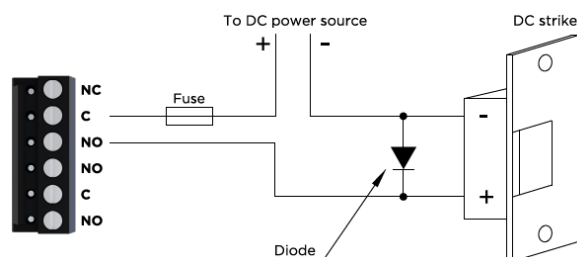 To DC power source
DC strike
+ -
NC
Fuse
C
-
NO
NO
C
+
NO
Diode